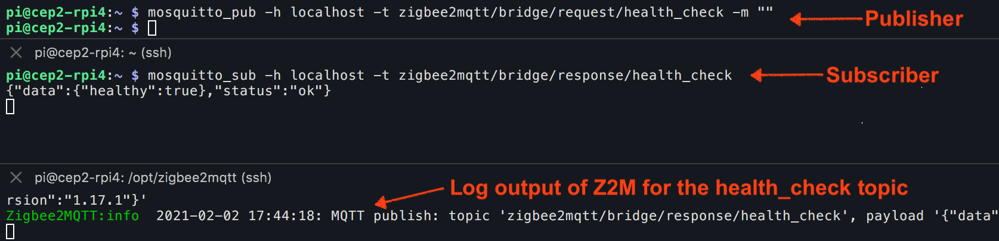 pi@cep2-rpi4:~ $ mosquitto_pub -h localhost -t zigbee2mqtt/bridge/request/health_check -m ""
Publisher
pi@cep2-rpi4:~ $
pi@cep2-rpi4: ~ (ssh)
pi@cep2-rpi4:~ $ mosquitto_sub -h localhost -t zigbee2mqtt/bridge/response/health_check
Subscriber
{"data":{"healthy":true},"status":"ok"}
pi@cep2-rpi4: /opt/zigbee2mqtt (ssh)
Log output of Z2M for the health_check topic
rsion":"1.17.1"}'
Zigbee2MQTT:info  2021-02-02 17:44:18: MQTT publish: topic 'zigbee2mqtt/bridge/response/health_check', payload '{"data"